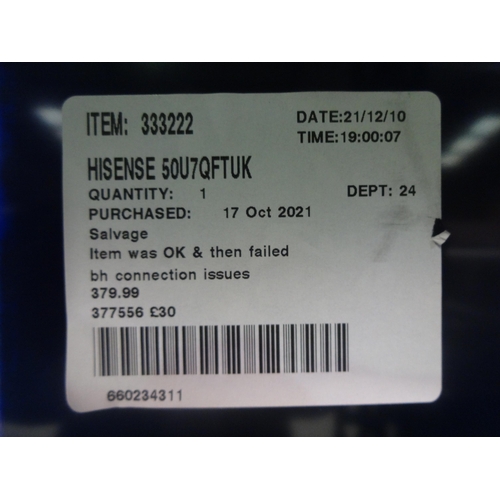 ITEM: 333222 DATE:21/12/10
TIME:19:00:07
HISENSE 50U7QFTUK
QUANTITY: 1 DEPT: 24
PURCHASED: 17 Oct 2021
Salvage
Item was OK & then failed
bh connection issues
379.99
377556 £30
660234311